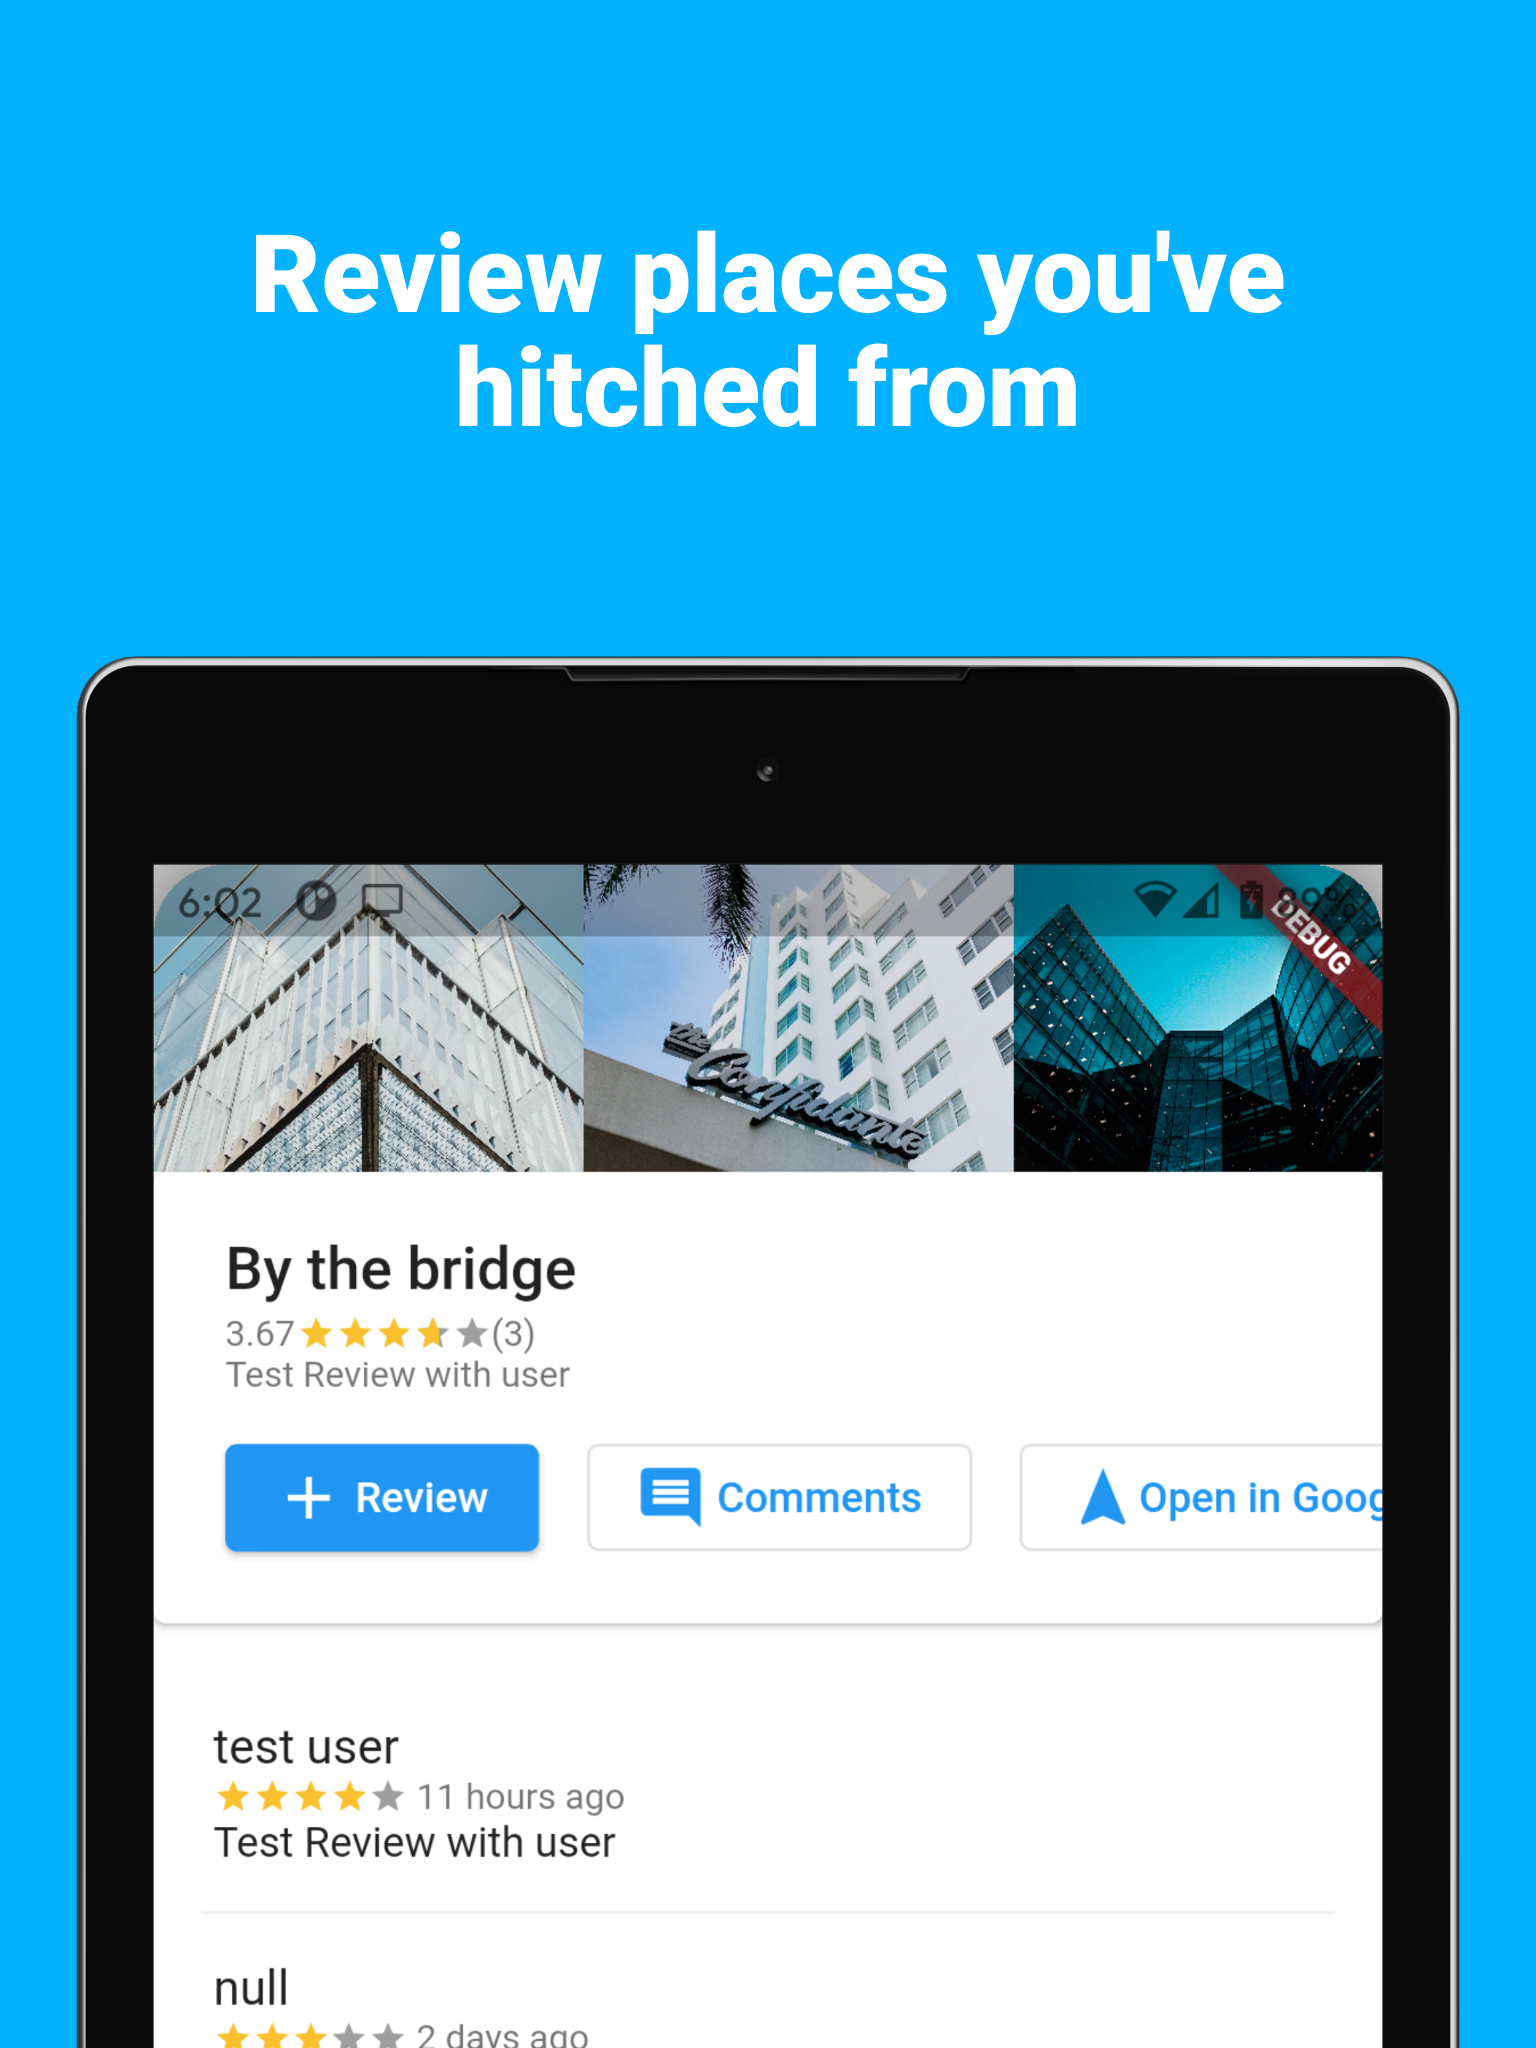 Review places you've
hitched from
6:02
89%
DEBUG
the
Confidante
By the bridge
3.67 (3)
Test Review with user
Review
Comments
Open in Goog
test user
11 hours ago
Test Review with user
null
2 days ago